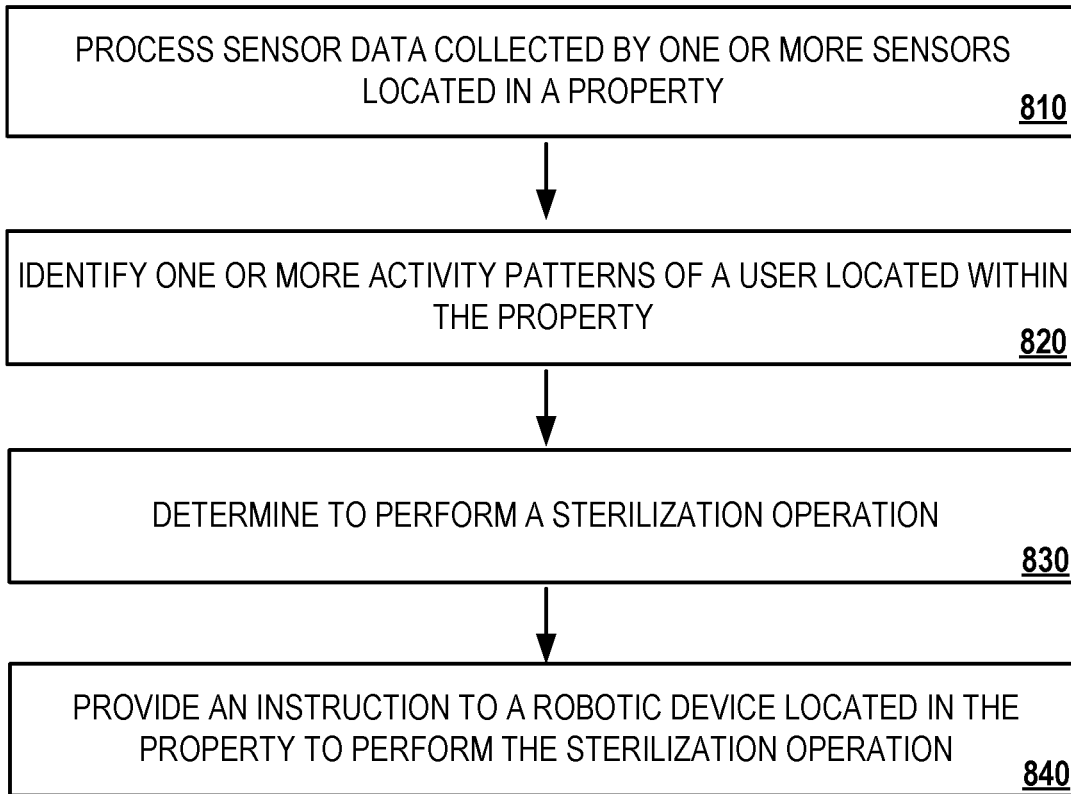 PROCESS SENSOR DATA COLLECTED BY ONE OR MORE SENSORS
LOCATED IN A PROPERTY
810
IDENTIFY ONE OR MORE ACTIVITY PATTERNS OF A USER LOCATED WITHIN
THE PROPERTY
820
DETERMINE TO PERFORM A STERILIZATION OPERATION
830
PROVIDE AN INSTRUCTION TO A ROBOTIC DEVICE LOCATED IN THE
PROPERTY TO PERFORM THE STERILIZATION OPERATION
840